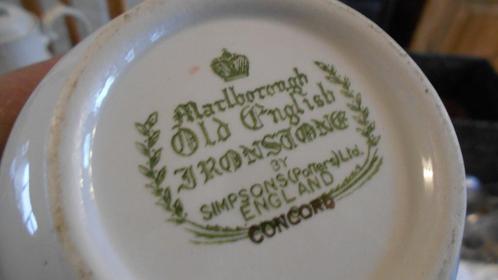 Marlborough
Old English
IRONSTONE
BY
SIMPSONS (Potters) Ltd.
ENGLAND
CONCORD